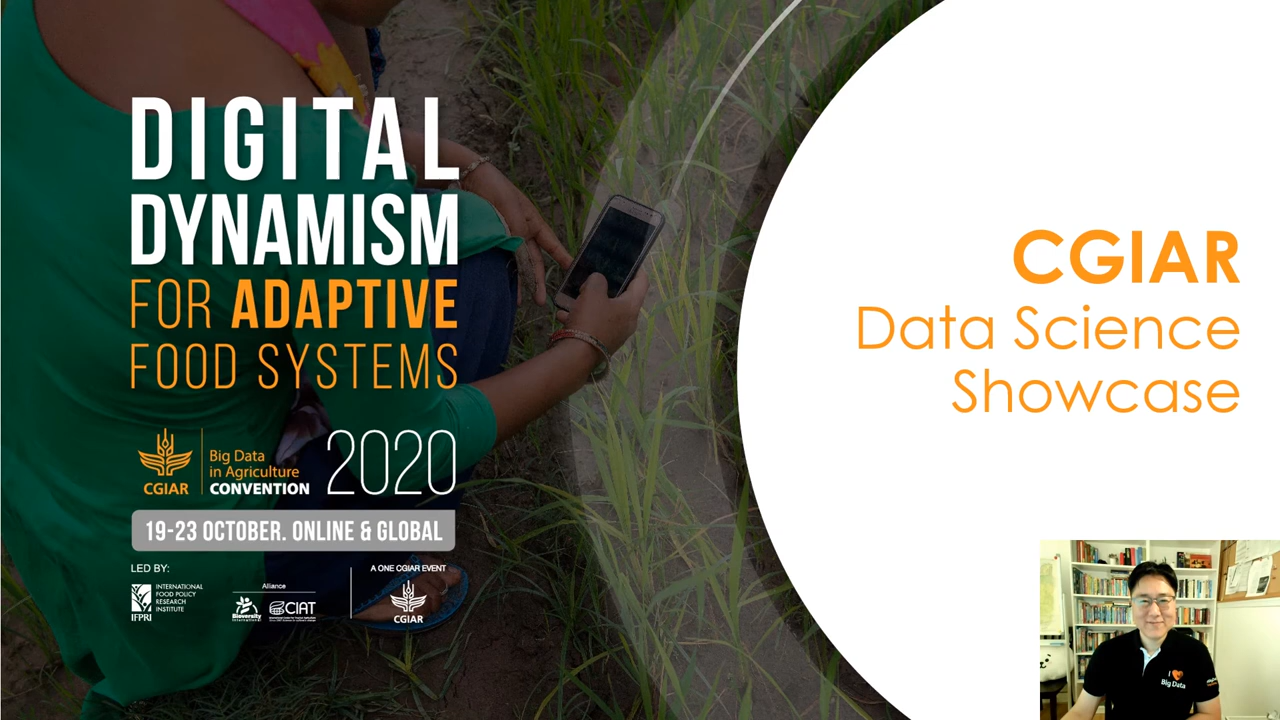 DIGITAL
DYNAMISM
FOR ADAPTIVE
FOOD SYSTEMS
CGIAR
Big Data
in Agriculture
CONVENTION
2020
19-23 OCTOBER. ONLINE & GLOBAL
LED BY:
IFPRI
INTERNATIONAL
FOOD POLICY
RESEARCH
INSTITUTE
Alliance
Bioversity
International
CIAT
A ONE CGIAR EVENT
CGIAR
CGIAR
Data Science
Showcase
I
Big Data